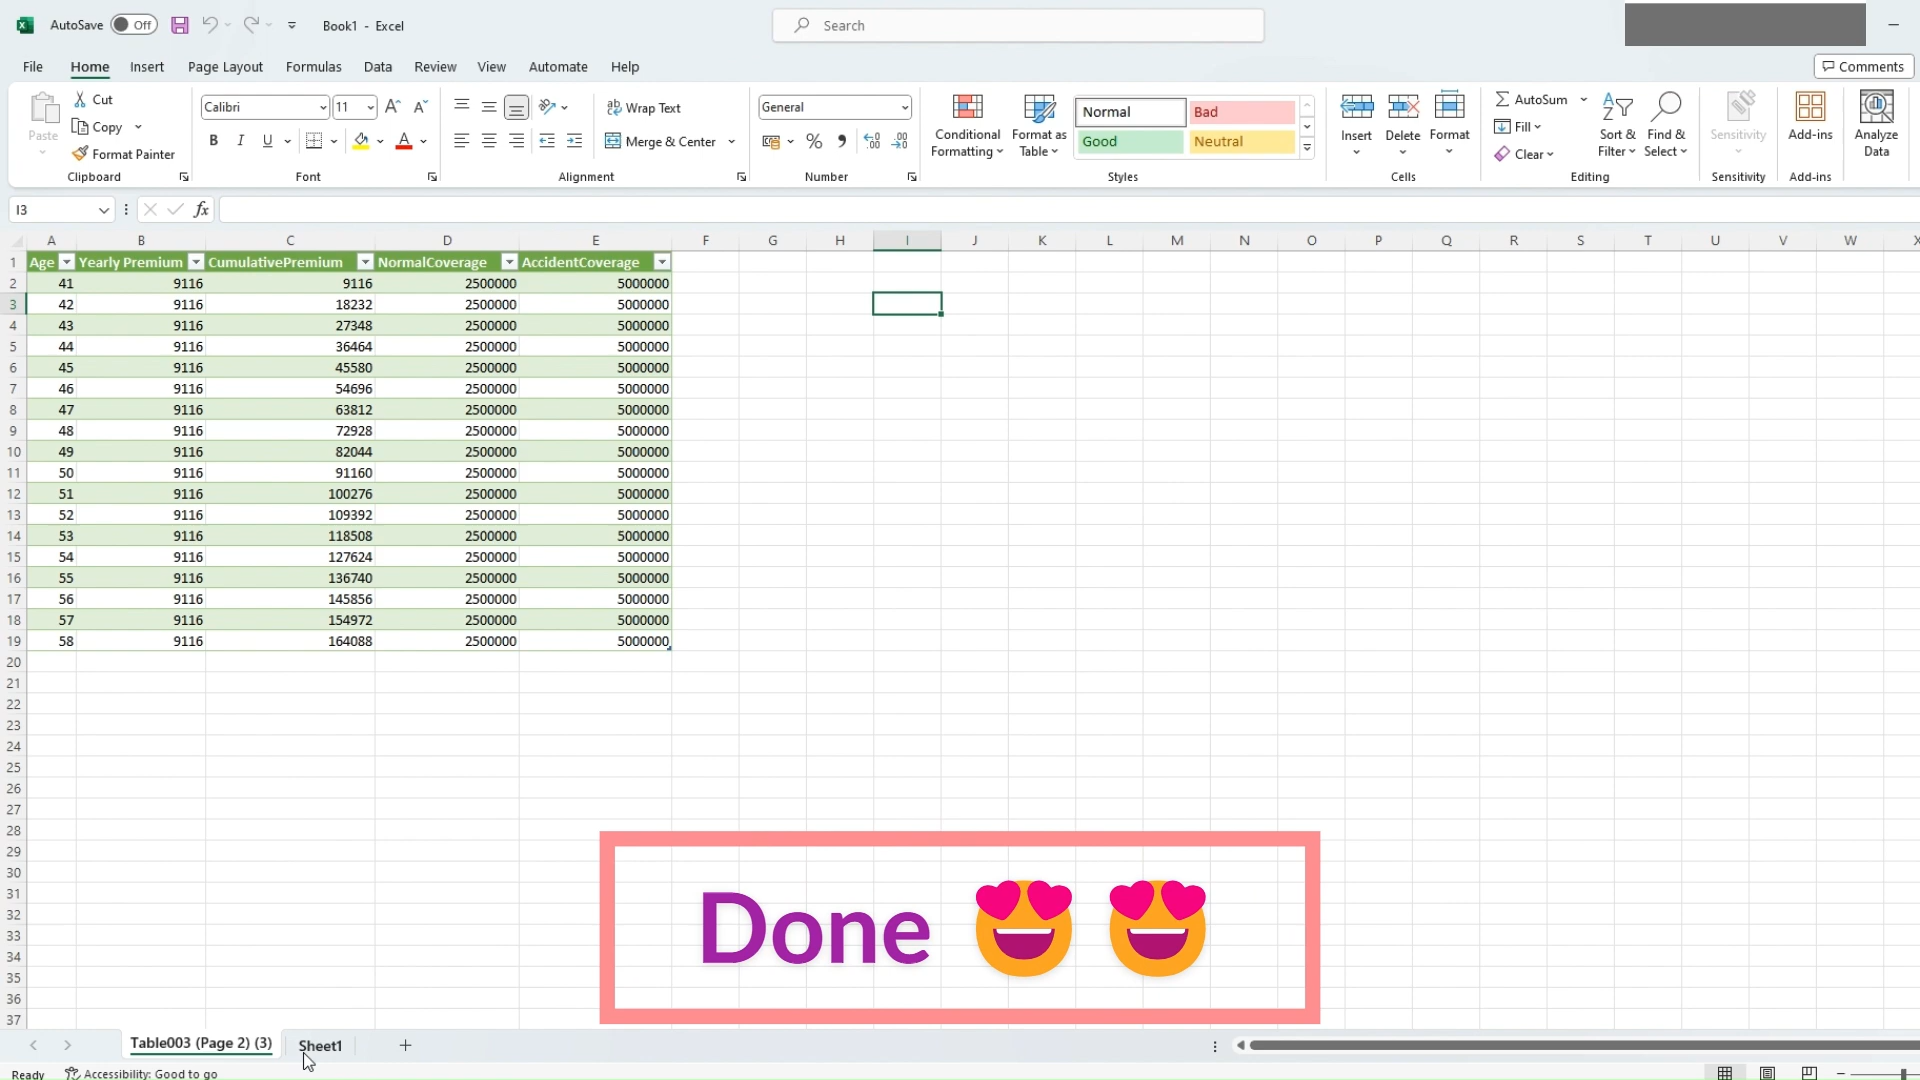 AutoSave Off Book1 - Excel Search
File Home Insert Page Layout Formulas Data Review View Automate Help Comments
Paste Cut Copy Format Painter Clipboard
Calibri 11 B I U Font
Wrap Text Merge & Center Alignment
General % Number
Conditional Formatting Format as Table Normal Bad Good Neutral Styles
Insert Delete Format Cells
AutoSum Fill Clear Sort & Filter Find & Select Editing
Sensitivity Sensitivity
Add-ins Add-ins
Analyze Data
I3 fx
A B C D E F G H I J K L M N O P Q R S T U V W X
1 Age Yearly Premium CumulativePremium NormalCoverage AccidentCoverage
2 41 9116 9116 2500000 5000000
3 42 9116 18232 2500000 5000000
4 43 9116 27348 2500000 5000000
5 44 9116 36464 2500000 5000000
6 45 9116 45580 2500000 5000000
7 46 9116 54696 2500000 5000000
8 47 9116 63812 2500000 5000000
9 48 9116 72928 2500000 5000000
10 49 9116 82044 2500000 5000000
11 50 9116 91160 2500000 5000000
12 51 9116 100276 2500000 5000000
13 52 9116 109392 2500000 5000000
14 53 9116 118508 2500000 5000000
15 54 9116 127624 2500000 5000000
16 55 9116 136740 2500000 5000000
17 56 9116 145856 2500000 5000000
18 57 9116 154972 2500000 5000000
19 58 9116 164088 2500000 5000000
20
21
22
23
24
25
26
27
28
29
30
31
32
33
34
35
36
37
Done
Table003 (Page 2) (3) Sheet1
Ready Accessibility: Good to go